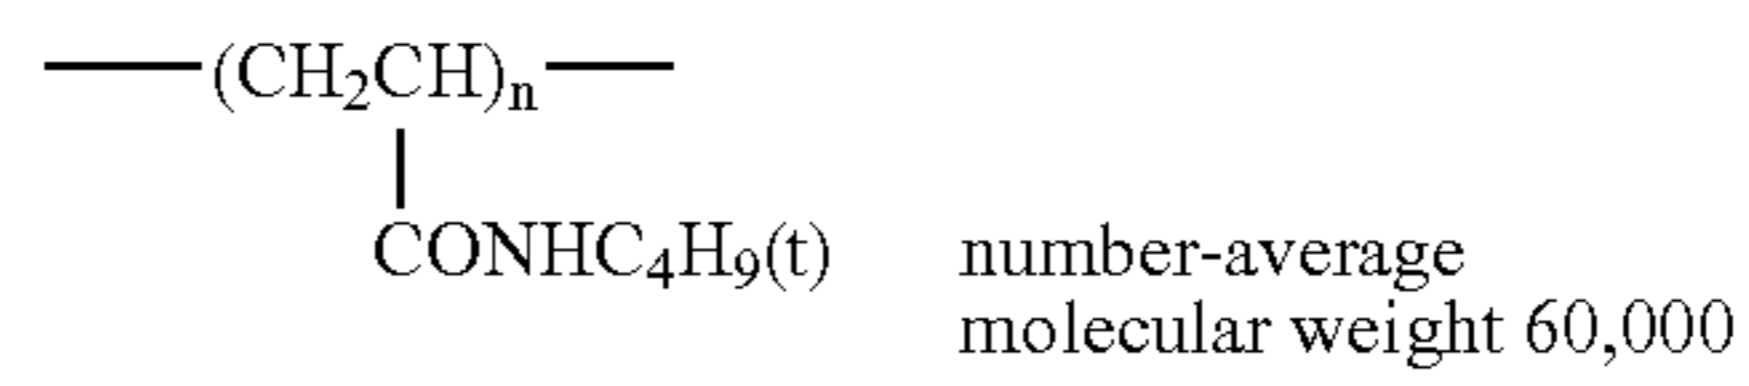 (CH₂CH)ₙ
CONHC₄H₉(t)
number-average
molecular weight 60,000